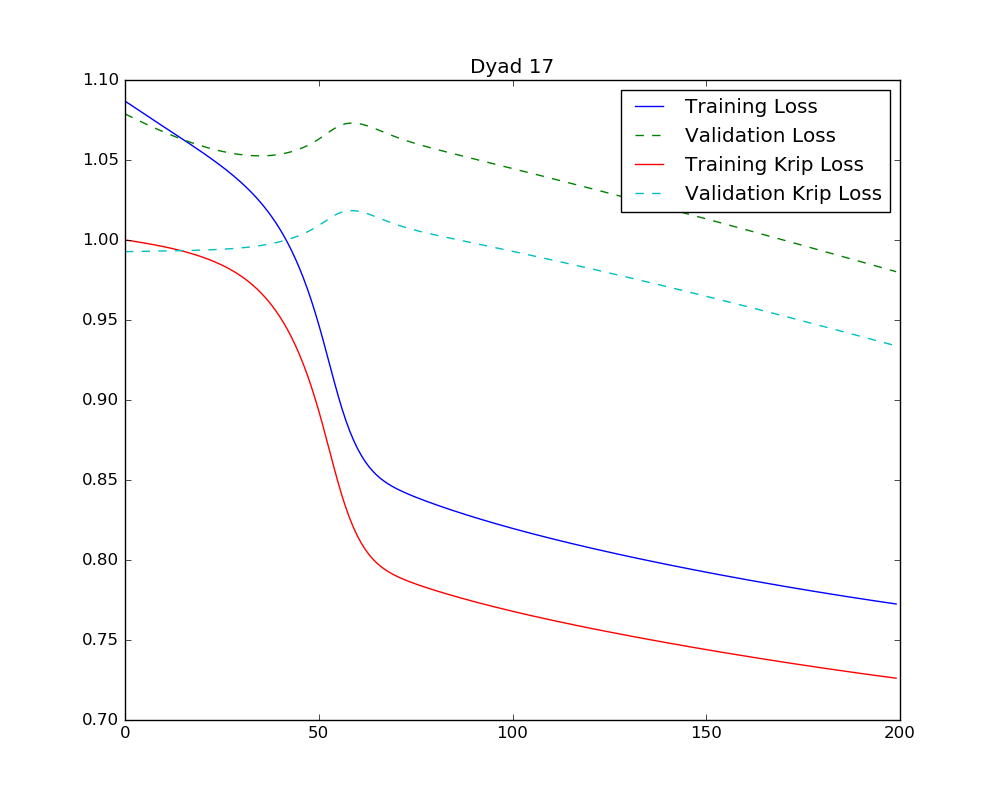 Dyad 17
1.10
1.05
1.00
0.95
0.90
0.85
0.80
0.75
0.70
0
50
100
150
200
Training Loss
Validation Loss
Training Krip Loss
Validation Krip Loss